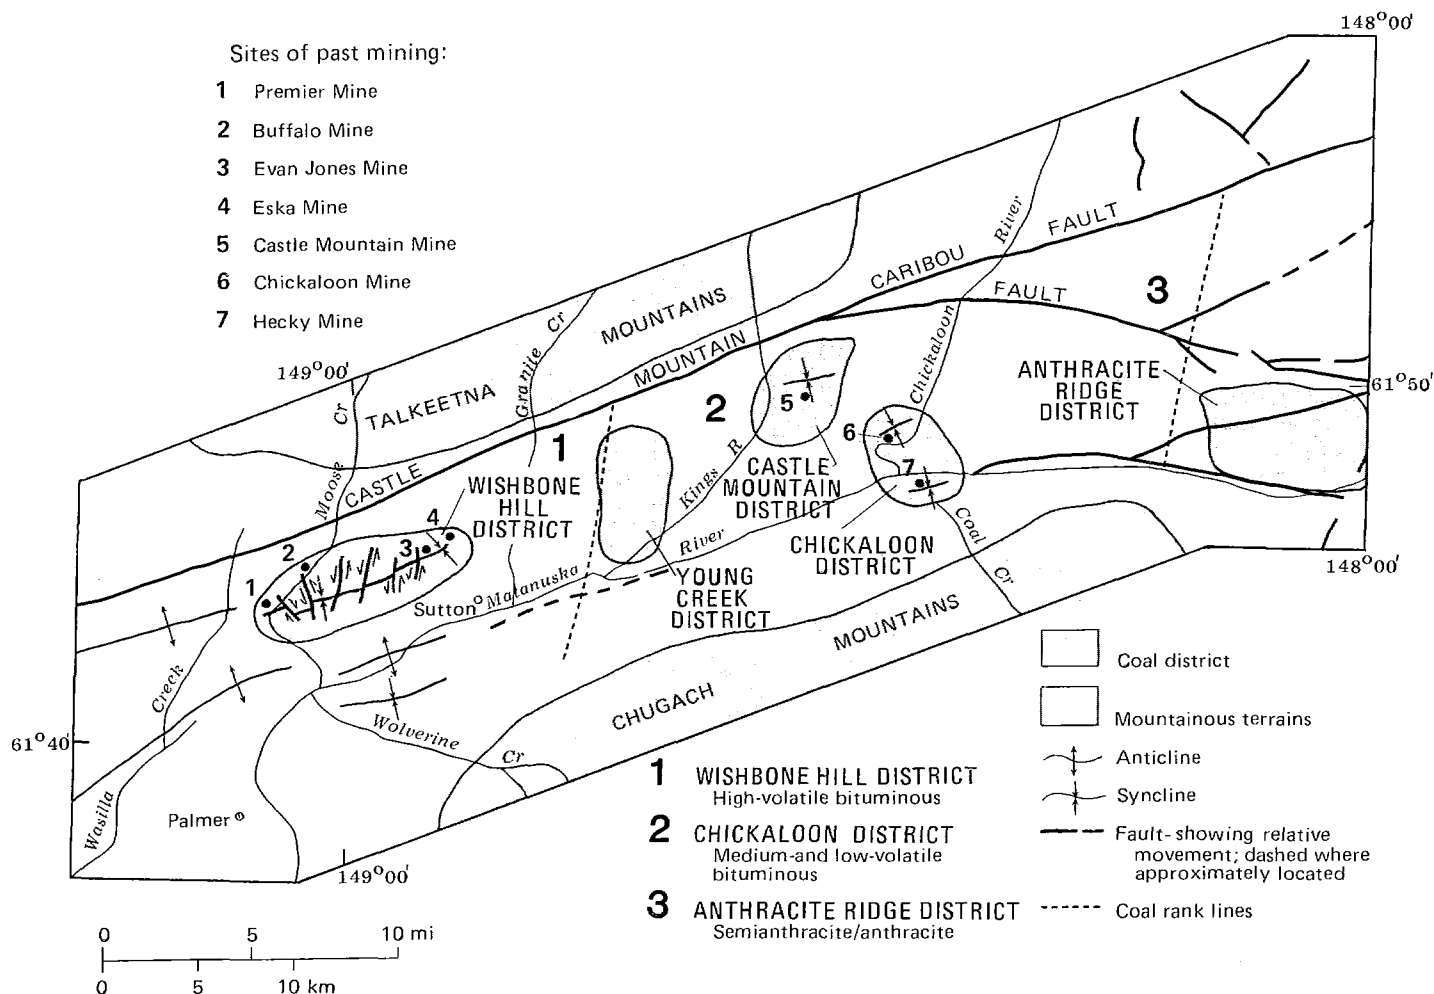 148°00'
Sites of past mining:
1 Premier Mine
2 Buffalo Mine
3 Evan Jones Mine
4 Eska Mine
5 Castle Mountain Mine
6 Chickaloon Mine
7 Hecky Mine
149°00'
TALKEETNA
MOUNTAINS
CASTLE
MOUNTAIN
CARIBOU
FAULT
FAULT
Moose
Cr
Granite
Cr
Kings R
Chickaloon
River
1
2
3
61°50'
ANTHRACITE
RIDGE
DISTRICT
WISHBONE
HILL
DISTRICT
CASTLE
MOUNTAIN
DISTRICT
CHICKALOON
DISTRICT
YOUNG
CREEK
DISTRICT
1
2
3
4
5
6
7
Sutton
Matanuska
River
Coal
Cr
148°00'
Creek
Wasilla
Wolverine
Cr
CHUGACH
MOUNTAINS
61°40'
Palmer
149°00'
1 WISHBONE HILL DISTRICT
High-volatile bituminous
2 CHICKALOON DISTRICT
Medium-and low-volatile
bituminous
3 ANTHRACITE RIDGE DISTRICT
Semianthracite/anthracite
Coal district
Mountainous terrains
Anticline
Syncline
Fault-showing relative
movement; dashed where
approximately located
Coal rank lines
0 5 10 mi
0 5 10 km